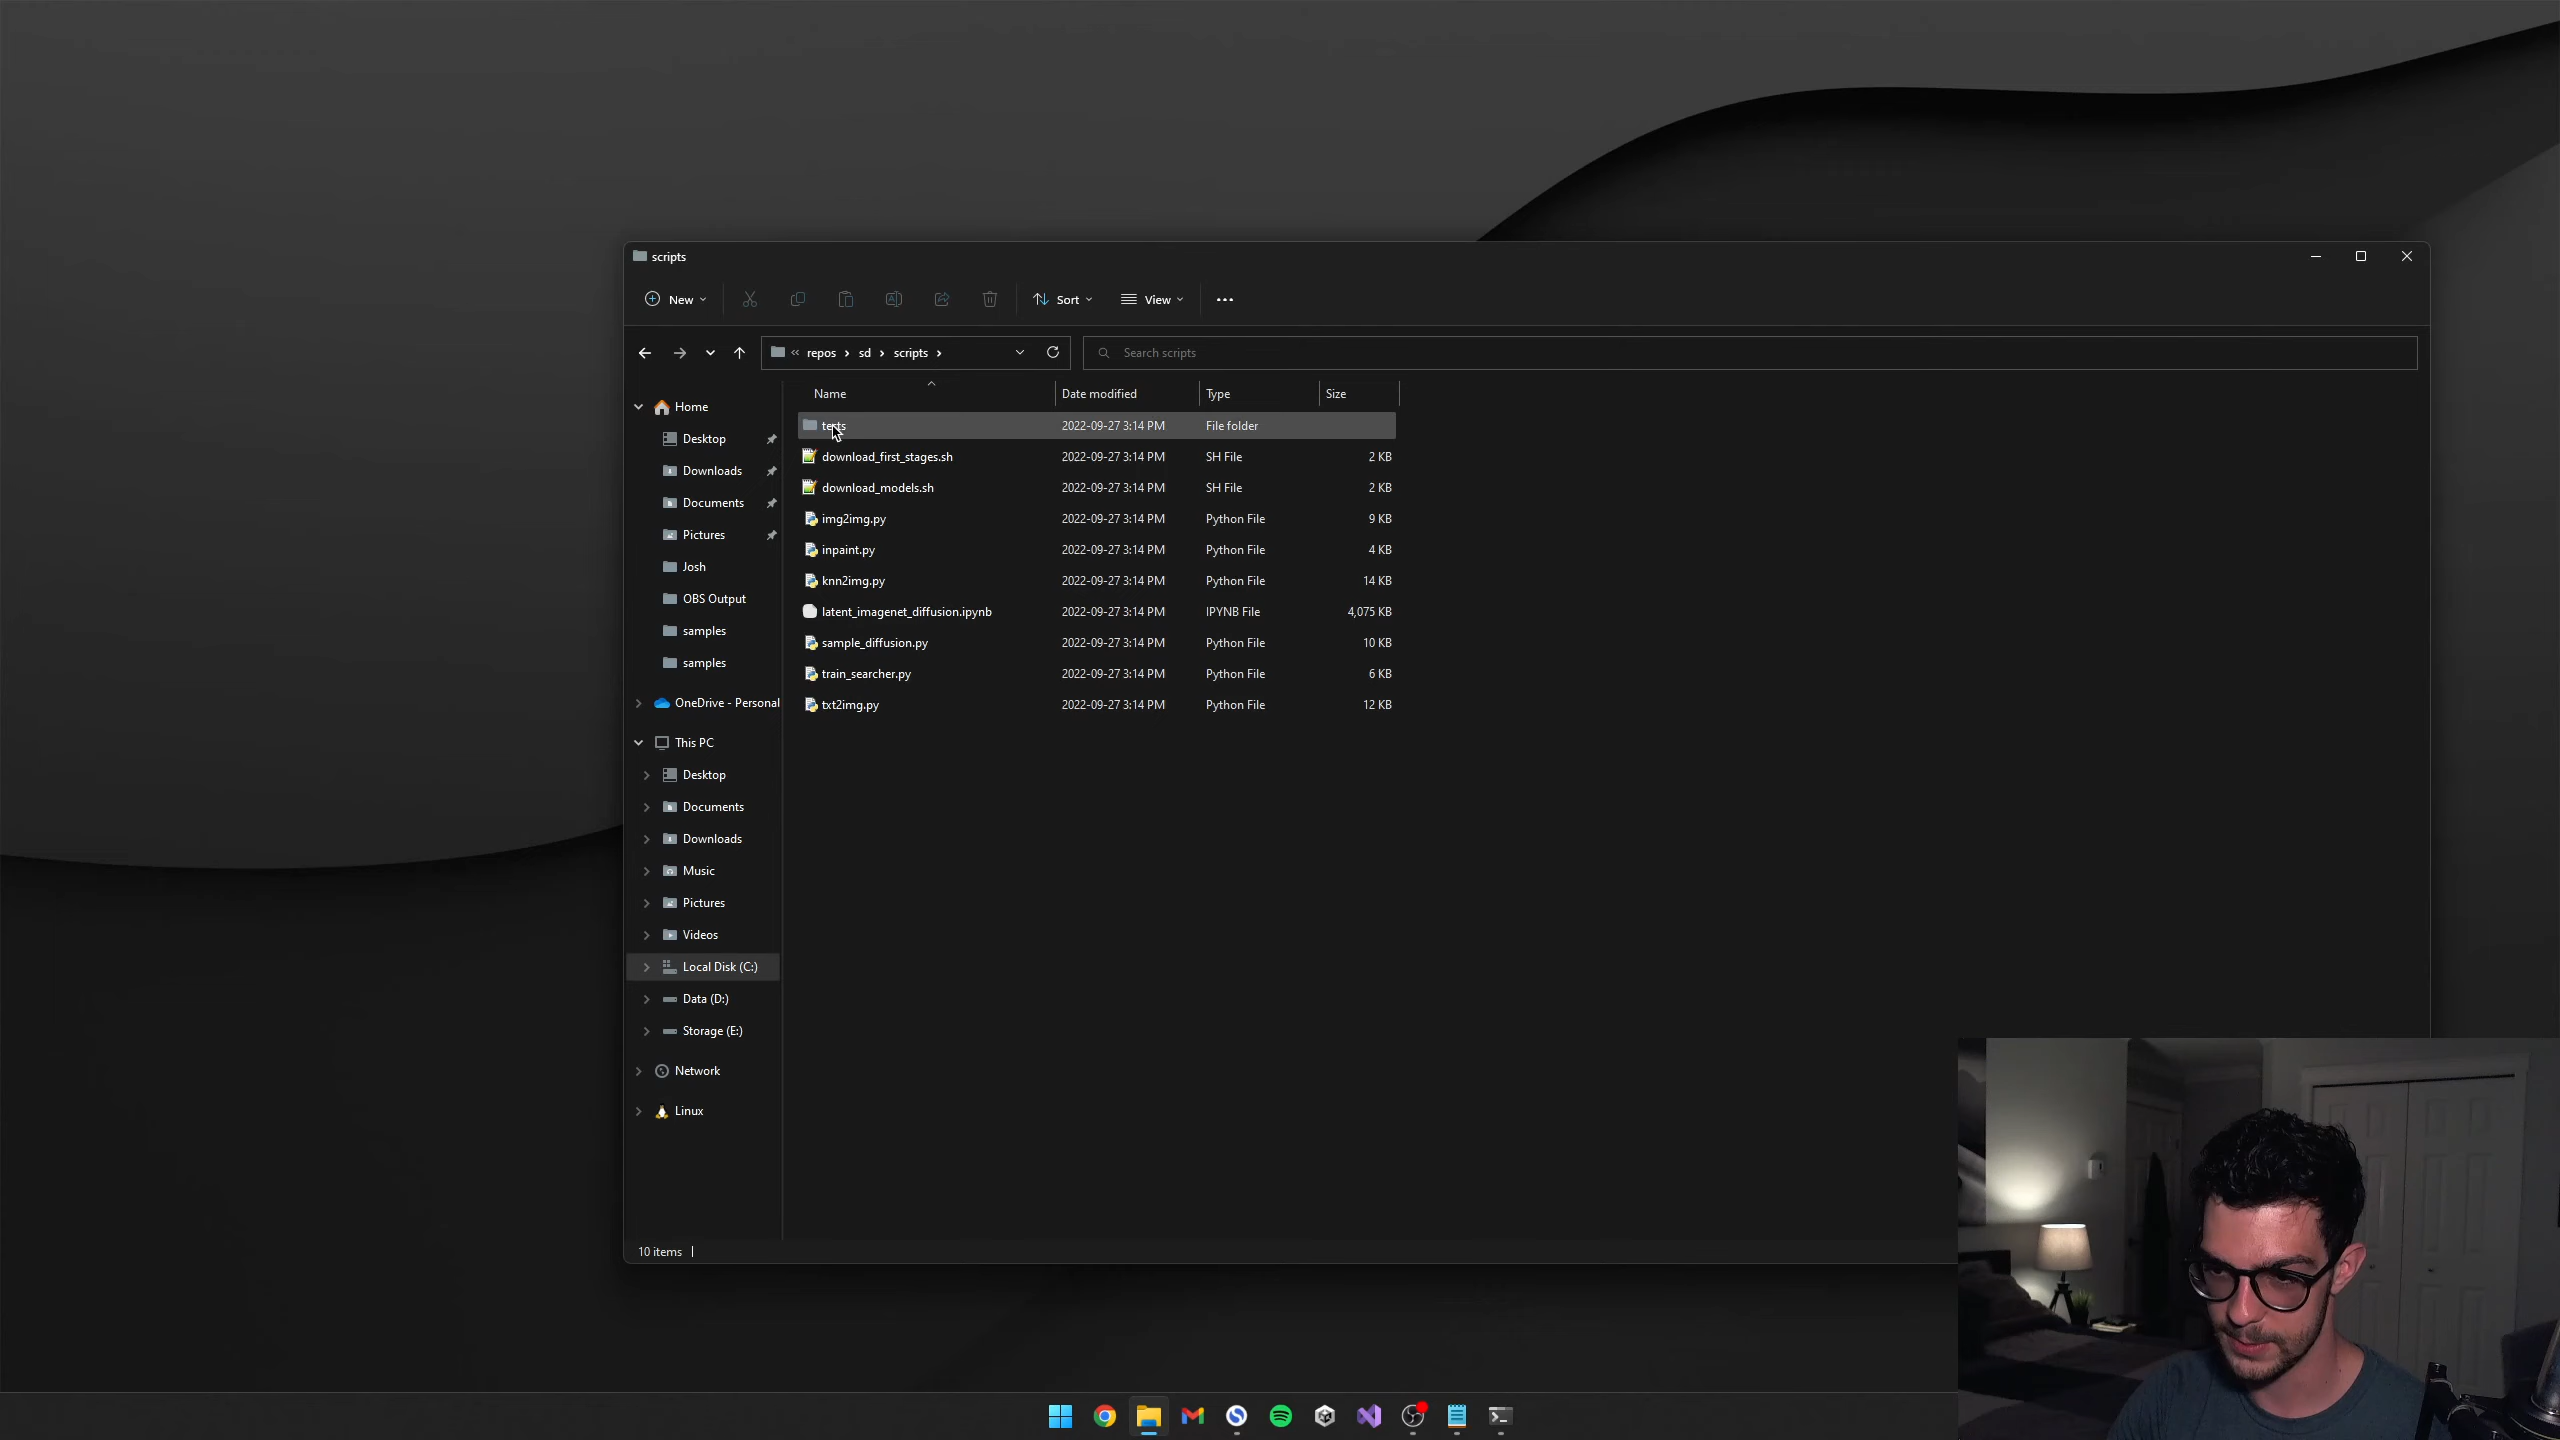 scripts
New
Sort
View
repos
sd
scripts
Search scripts
Name Date modified Type Size
tests 2022-09-27 3:14 PM File folder
download_first_stages.sh 2022-09-27 3:14 PM SH File 2 KB
download_models.sh 2022-09-27 3:14 PM SH File 2 KB
img2img.py 2022-09-27 3:14 PM Python File 9 KB
inpaint.py 2022-09-27 3:14 PM Python File 4 KB
knn2img.py 2022-09-27 3:14 PM Python File 14 KB
latent_imagenet_diffusion.ipynb 2022-09-27 3:14 PM IPYNB File 4,075 KB
sample_diffusion.py 2022-09-27 3:14 PM Python File 10 KB
train_searcher.py 2022-09-27 3:14 PM Python File 6 KB
txt2img.py 2022-09-27 3:14 PM Python File 12 KB
Home
Desktop
Downloads
Documents
Pictures
Josh
OBS Output
samples
samples
OneDrive - Personal
This PC
Desktop
Documents
Downloads
Music
Pictures
Videos
Local Disk (C:)
Data (D:)
Storage (E:)
Network
Linux
10 items